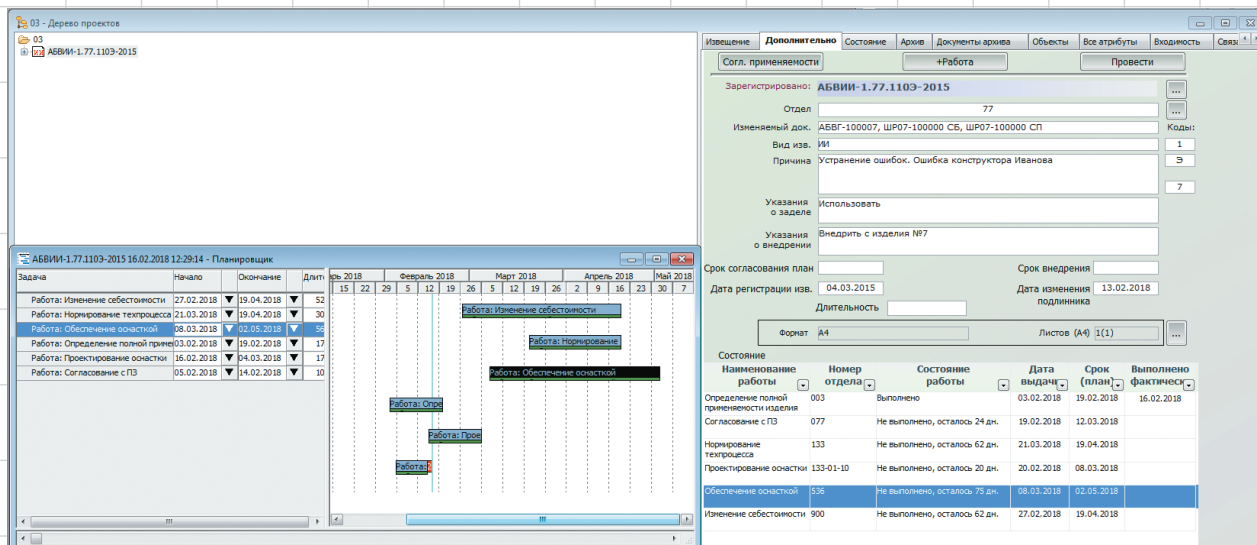 03 - Дерево проектов
03
АБВИИ-1.77.1103-2015
Извещение Дополнительно Состояние Архив Документы архива Объекты Все атрибуты Входимость Связ
Согл. применяемости +Работа Провести
Зарегистрировано: АБВИИ-1.77.1103-2015 ...
Отдел 77 ...
Изменяемый док. АБВГ-100007, ШР07-100000 СБ, ШР07-100000 СП Коды:
Вид изв. ИИ 1
Причина Устранение ошибок. Ошибка конструктора Иванова Э
7
Указания о заделе Использовать
Указания о внедрении Внедрить с изделия №7
Срок согласования план Срок внедрения
Дата регистрации изв. 04.03.2015 Дата изменения подлинника 13.02.2018
Длительность
Формат А4 Листов (А4) 1(1) ...
Состояние
Наименование работы Номер отдела Состояние работы Дата выдачи Срок (план) Выполнено фактическ
Определение полной применяемости изделия 003 Выполнено 03.02.2018 19.02.2018 16.02.2018
Согласование с ПЗ 077 Не выполнено, осталось 24 дн. 19.02.2018 12.03.2018
Нормирование техпроцесса 133 Не выполнено, осталось 62 дн. 21.03.2018 19.04.2018
Проектирование оснастки 133-01-10 Не выполнено, осталось 20 дн. 20.02.2018 08.03.2018
Обеспечение оснасткой 536 Не выполнено, осталось 75 дн. 08.03.2018 02.05.2018
Изменение себестоимости 900 Не выполнено, осталось 62 дн. 27.02.2018 19.04.2018
АБВИИ-1.77.1103-2015 16.02.2018 12:29:14 - Планировщик
Задача Начало Окончание Длите
Работа: Изменение себестоимости 27.02.2018 19.04.2018 52
Работа: Нормирование техпроцесса 21.03.2018 19.04.2018 30
Работа: Обеспечение оснасткой 08.03.2018 02.05.2018 56
Работа: Определение полной приме 03.02.2018 19.02.2018 17
Работа: Проектирование оснастки 16.02.2018 04.03.2018 17
Работа: Согласование с ПЗ 05.02.2018 14.02.2018 10
рь 2018 Февраль 2018 Март 2018 Апрель 2018 Май 2018
15 22 29 5 12 19 26 5 12 19 26 2 9 16 23 30 7
Работа: Изменение себестоимости
Работа: Нормирование
Работа: Обеспечение оснасткой
Работа: Опре
Работа: Прое
Работа: 2